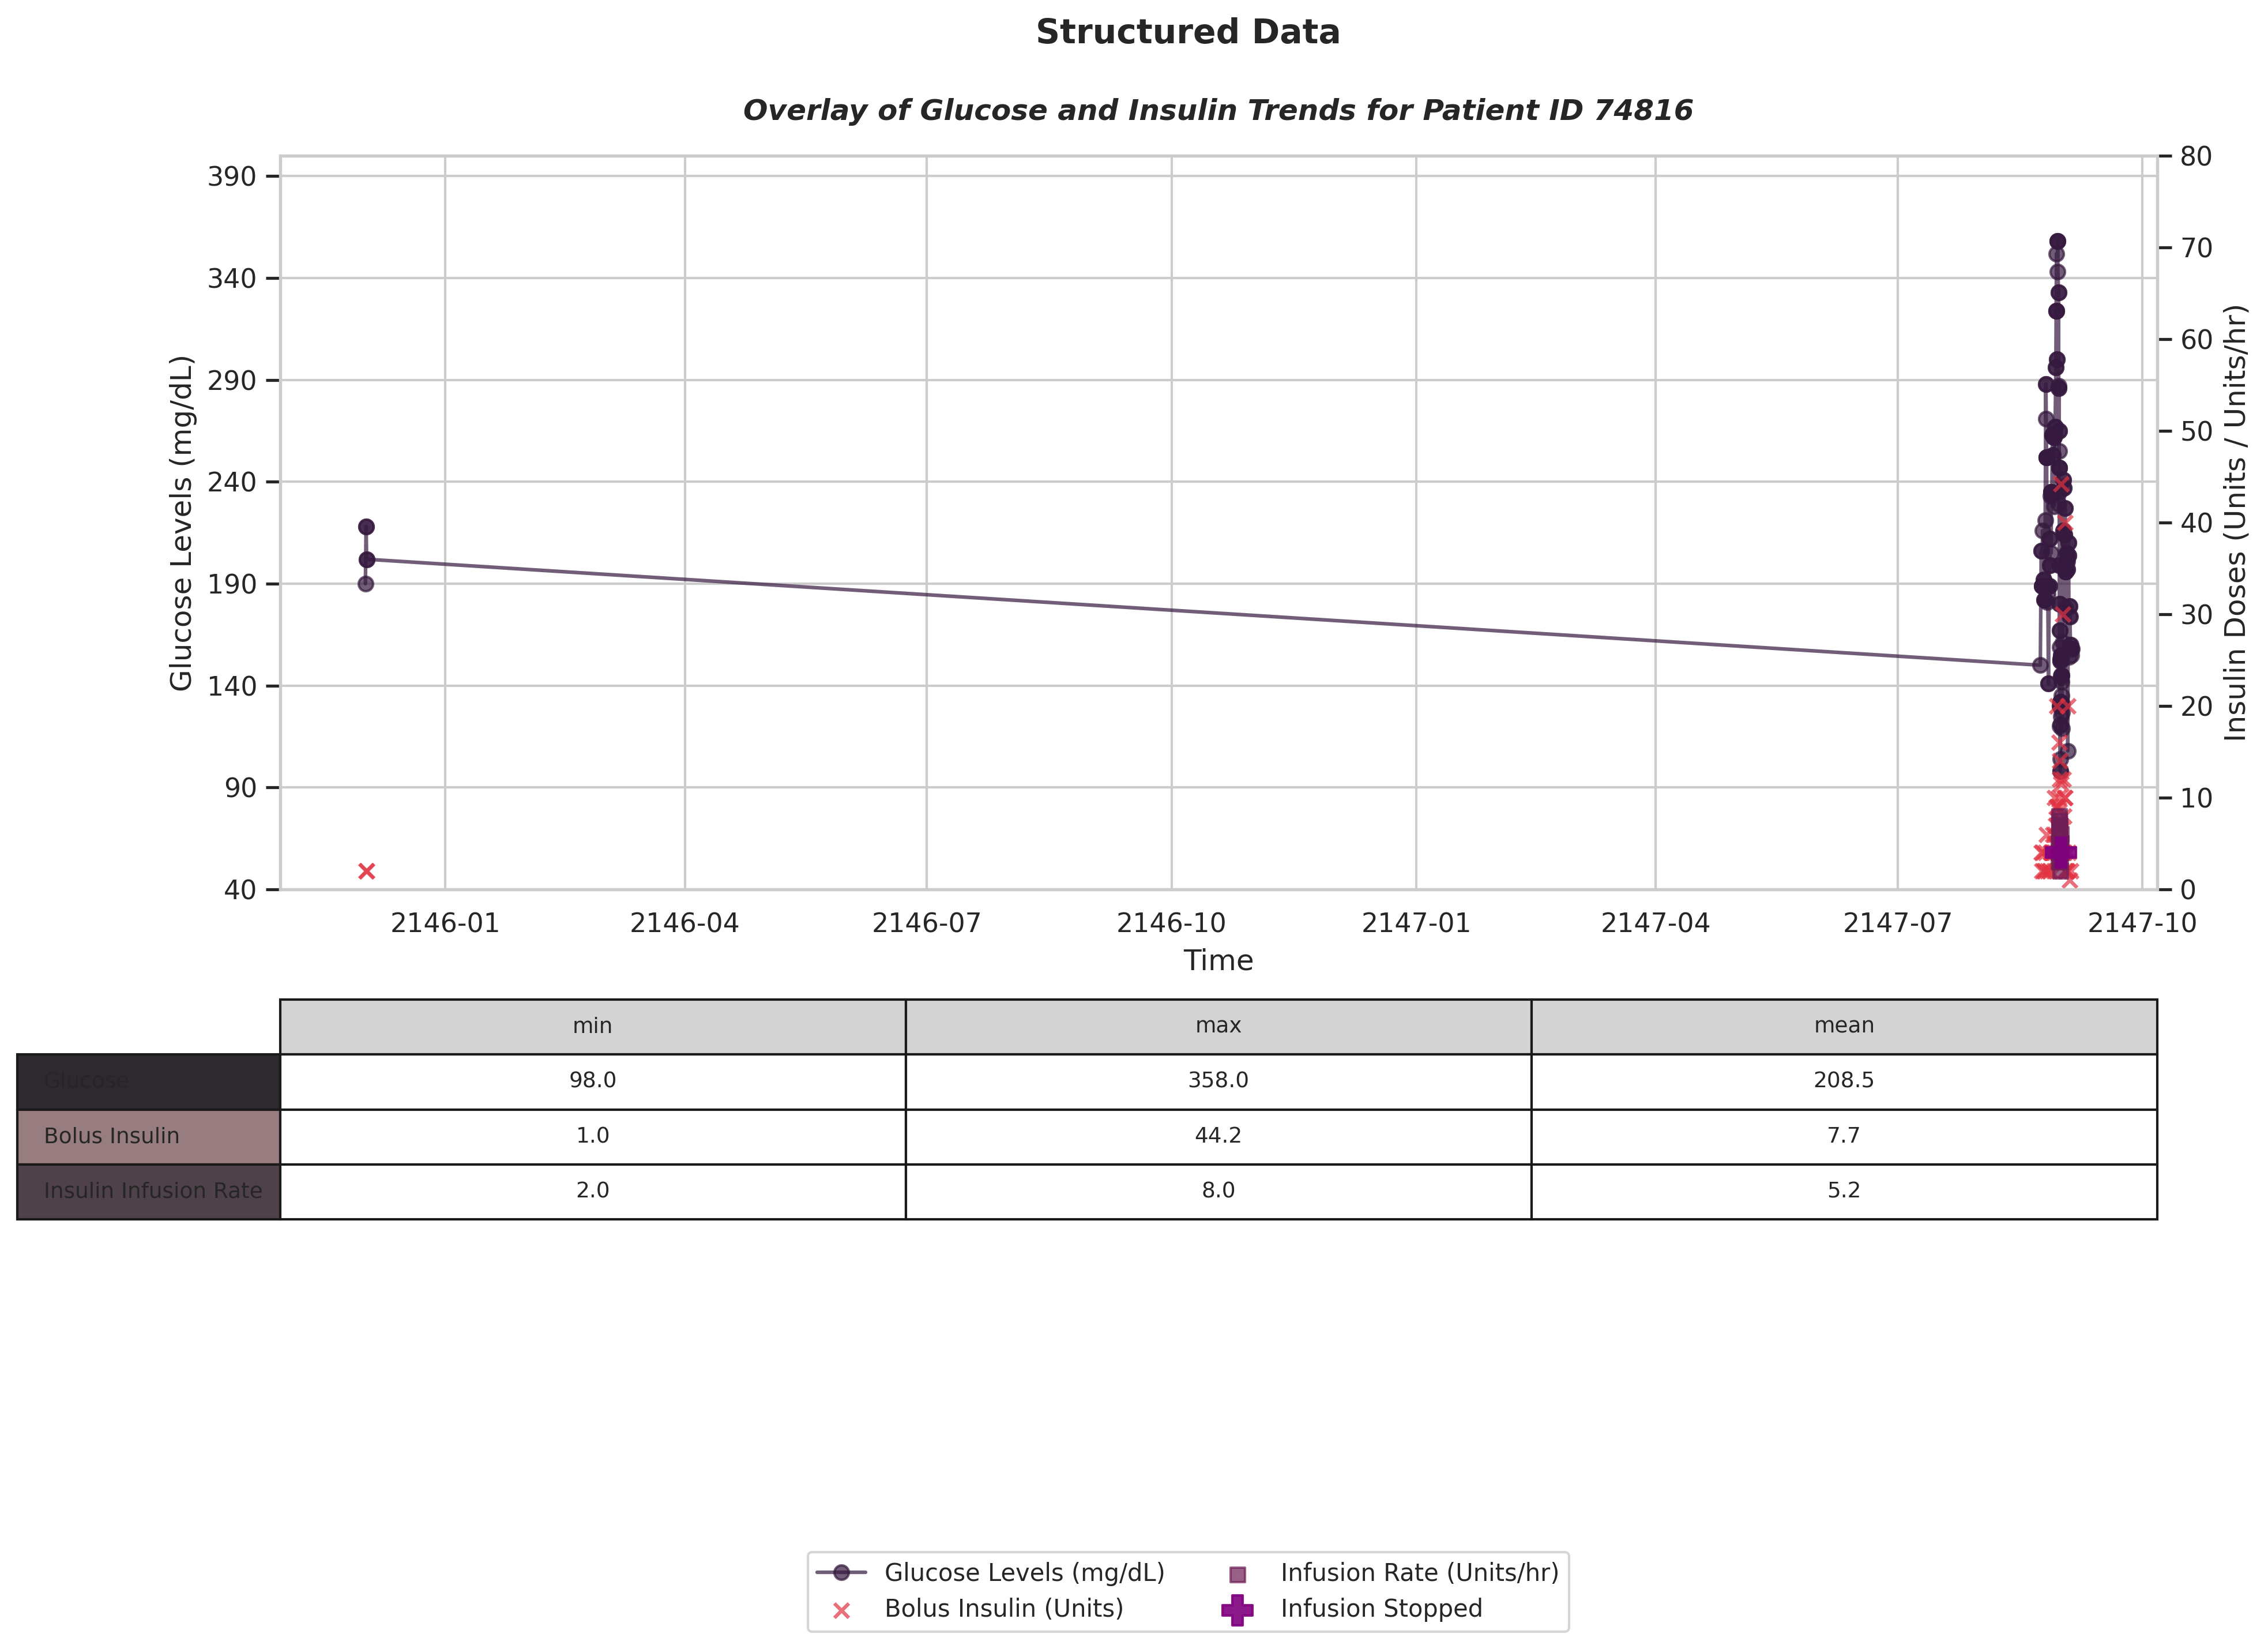 Structured Data
Overlay of Glucose and Insulin Trends for Patient ID 74816
Glucose Levels (mg/dL)
390
340
290
240
190
140
90
40
80
70
60
50
40
30
20
10
0
Insulin Doses (Units / Units/hr)
2146-01 2146-04 2146-07 2146-10 2147-01 2147-04 2147-07 2147-10
Time
min max mean
Glucose 98.0 358.0 208.5
Bolus Insulin 1.0 44.2 7.7
Insulin Infusion Rate 2.0 8.0 5.2
Glucose Levels (mg/dL) Infusion Rate (Units/hr)
Bolus Insulin (Units) Infusion Stopped